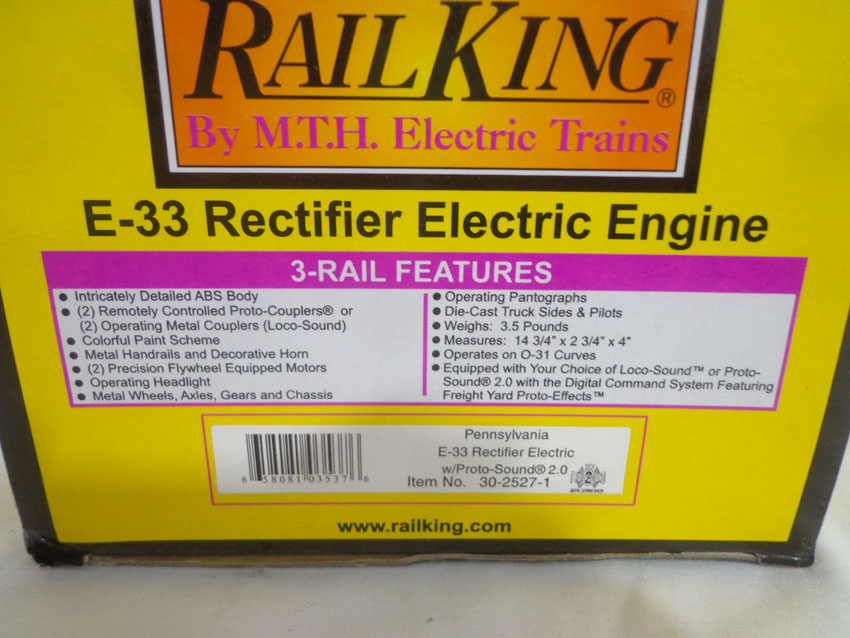 RAILKING®
By M.T.H. Electric Trains
E-33 Rectifier Electric Engine
3-RAIL FEATURES
● Intricately Detailed ABS Body
● (2) Remotely Controlled Proto-Couplers® or
(2) Operating Metal Couplers (Loco-Sound)
● Colorful Paint Scheme
● Metal Handrails and Decorative Horn
● (2) Precision Flywheel Equipped Motors
● Operating Headlight
● Metal Wheels, Axles, Gears and Chassis
● Operating Pantographs
● Die-Cast Truck Sides & Pilots
● Weighs: 3.5 Pounds
● Measures: 14 3/4" x 2 3/4" x 4"
● Operates on O-31 Curves
● Equipped with Your Choice of Loco-Sound™ or Proto-
Sound® 2.0 with the Digital Command System Featuring
Freight Yard Proto-Effects™
Pennsylvania
E-33 Rectifier Electric
w/Proto-Sound® 2.0
Item No. 30-2527-1
6 58081 03537 6
www.railking.com